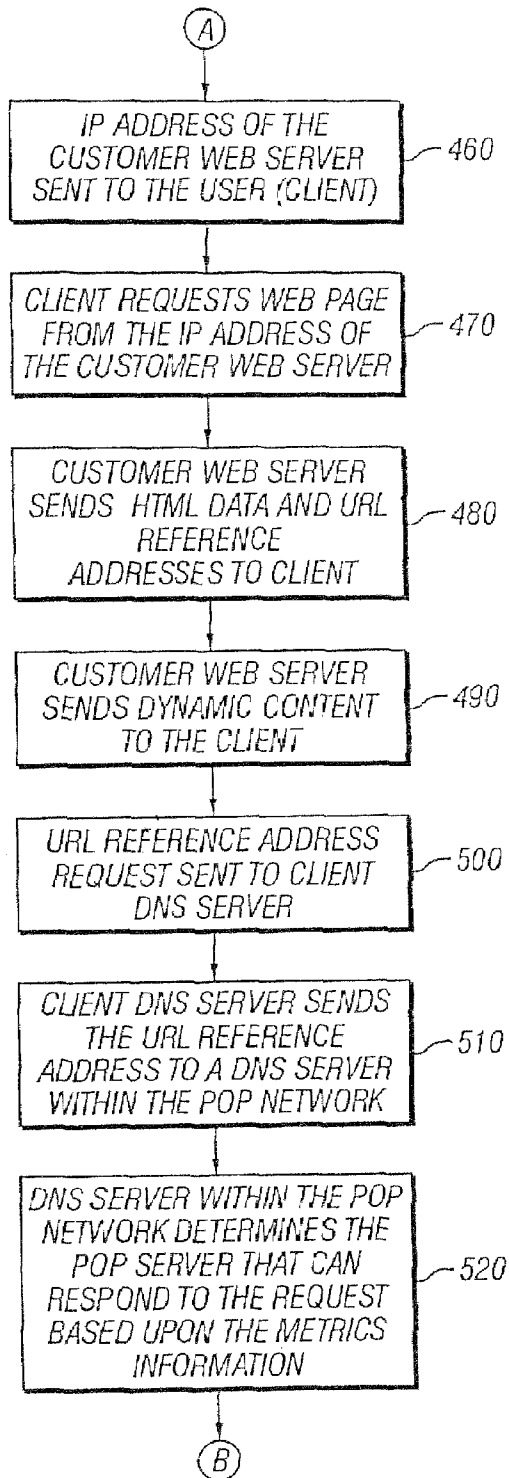 A
IP ADDRESS OF THE
CUSTOMER WEB SERVER
SENT TO THE USER (CLIENT)
460
CLIENT REQUESTS WEB PAGE
FROM THE IP ADDRESS OF
THE CUSTOMER WEB SERVER
470
CUSTOMER WEB SERVER
SENDS HTML DATA AND URL
REFERENCE
ADDRESSES TO CLIENT
480
CUSTOMER WEB SERVER
SENDS DYNAMIC CONTENT
TO THE CLIENT
490
URL REFERENCE ADDRESS
REQUEST SENT TO CLIENT
DNS SERVER
500
CLIENT DNS SERVER SENDS
THE URL REFERENCE
ADDRESS TO A DNS SERVER
WITHIN THE POP NETWORK
510
DNS SERVER WITHIN THE POP
NETWORK DETERMINES THE
POP SERVER THAT CAN
RESPOND TO THE REQUEST
BASED UPON THE METRICS
INFORMATION
520
B